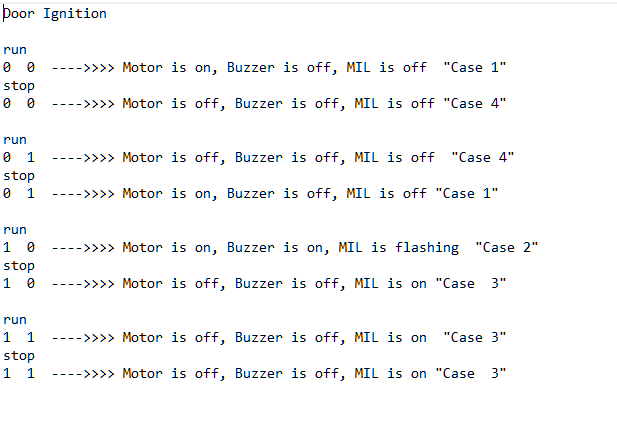 Door Ignition
run
0  0  ---->>>> Motor is on, Buzzer is off, MIL is off  "Case 1"
stop
0  0  ---->>>> Motor is off, Buzzer is off, MIL is off "Case 4"
run
0  1  ---->>>> Motor is off, Buzzer is off, MIL is off  "Case 4"
stop
0  1  ---->>>> Motor is on, Buzzer is off, MIL is off "Case 1"
run
1  0  ---->>>> Motor is on, Buzzer is on, MIL is flashing  "Case 2"
stop
1  0  ---->>>> Motor is off, Buzzer is off, MIL is on "Case  3"
run
1  1  ---->>>> Motor is off, Buzzer is off, MIL is on  "Case 3"
stop
1  1  ---->>>> Motor is off, Buzzer is off, MIL is on "Case  3"